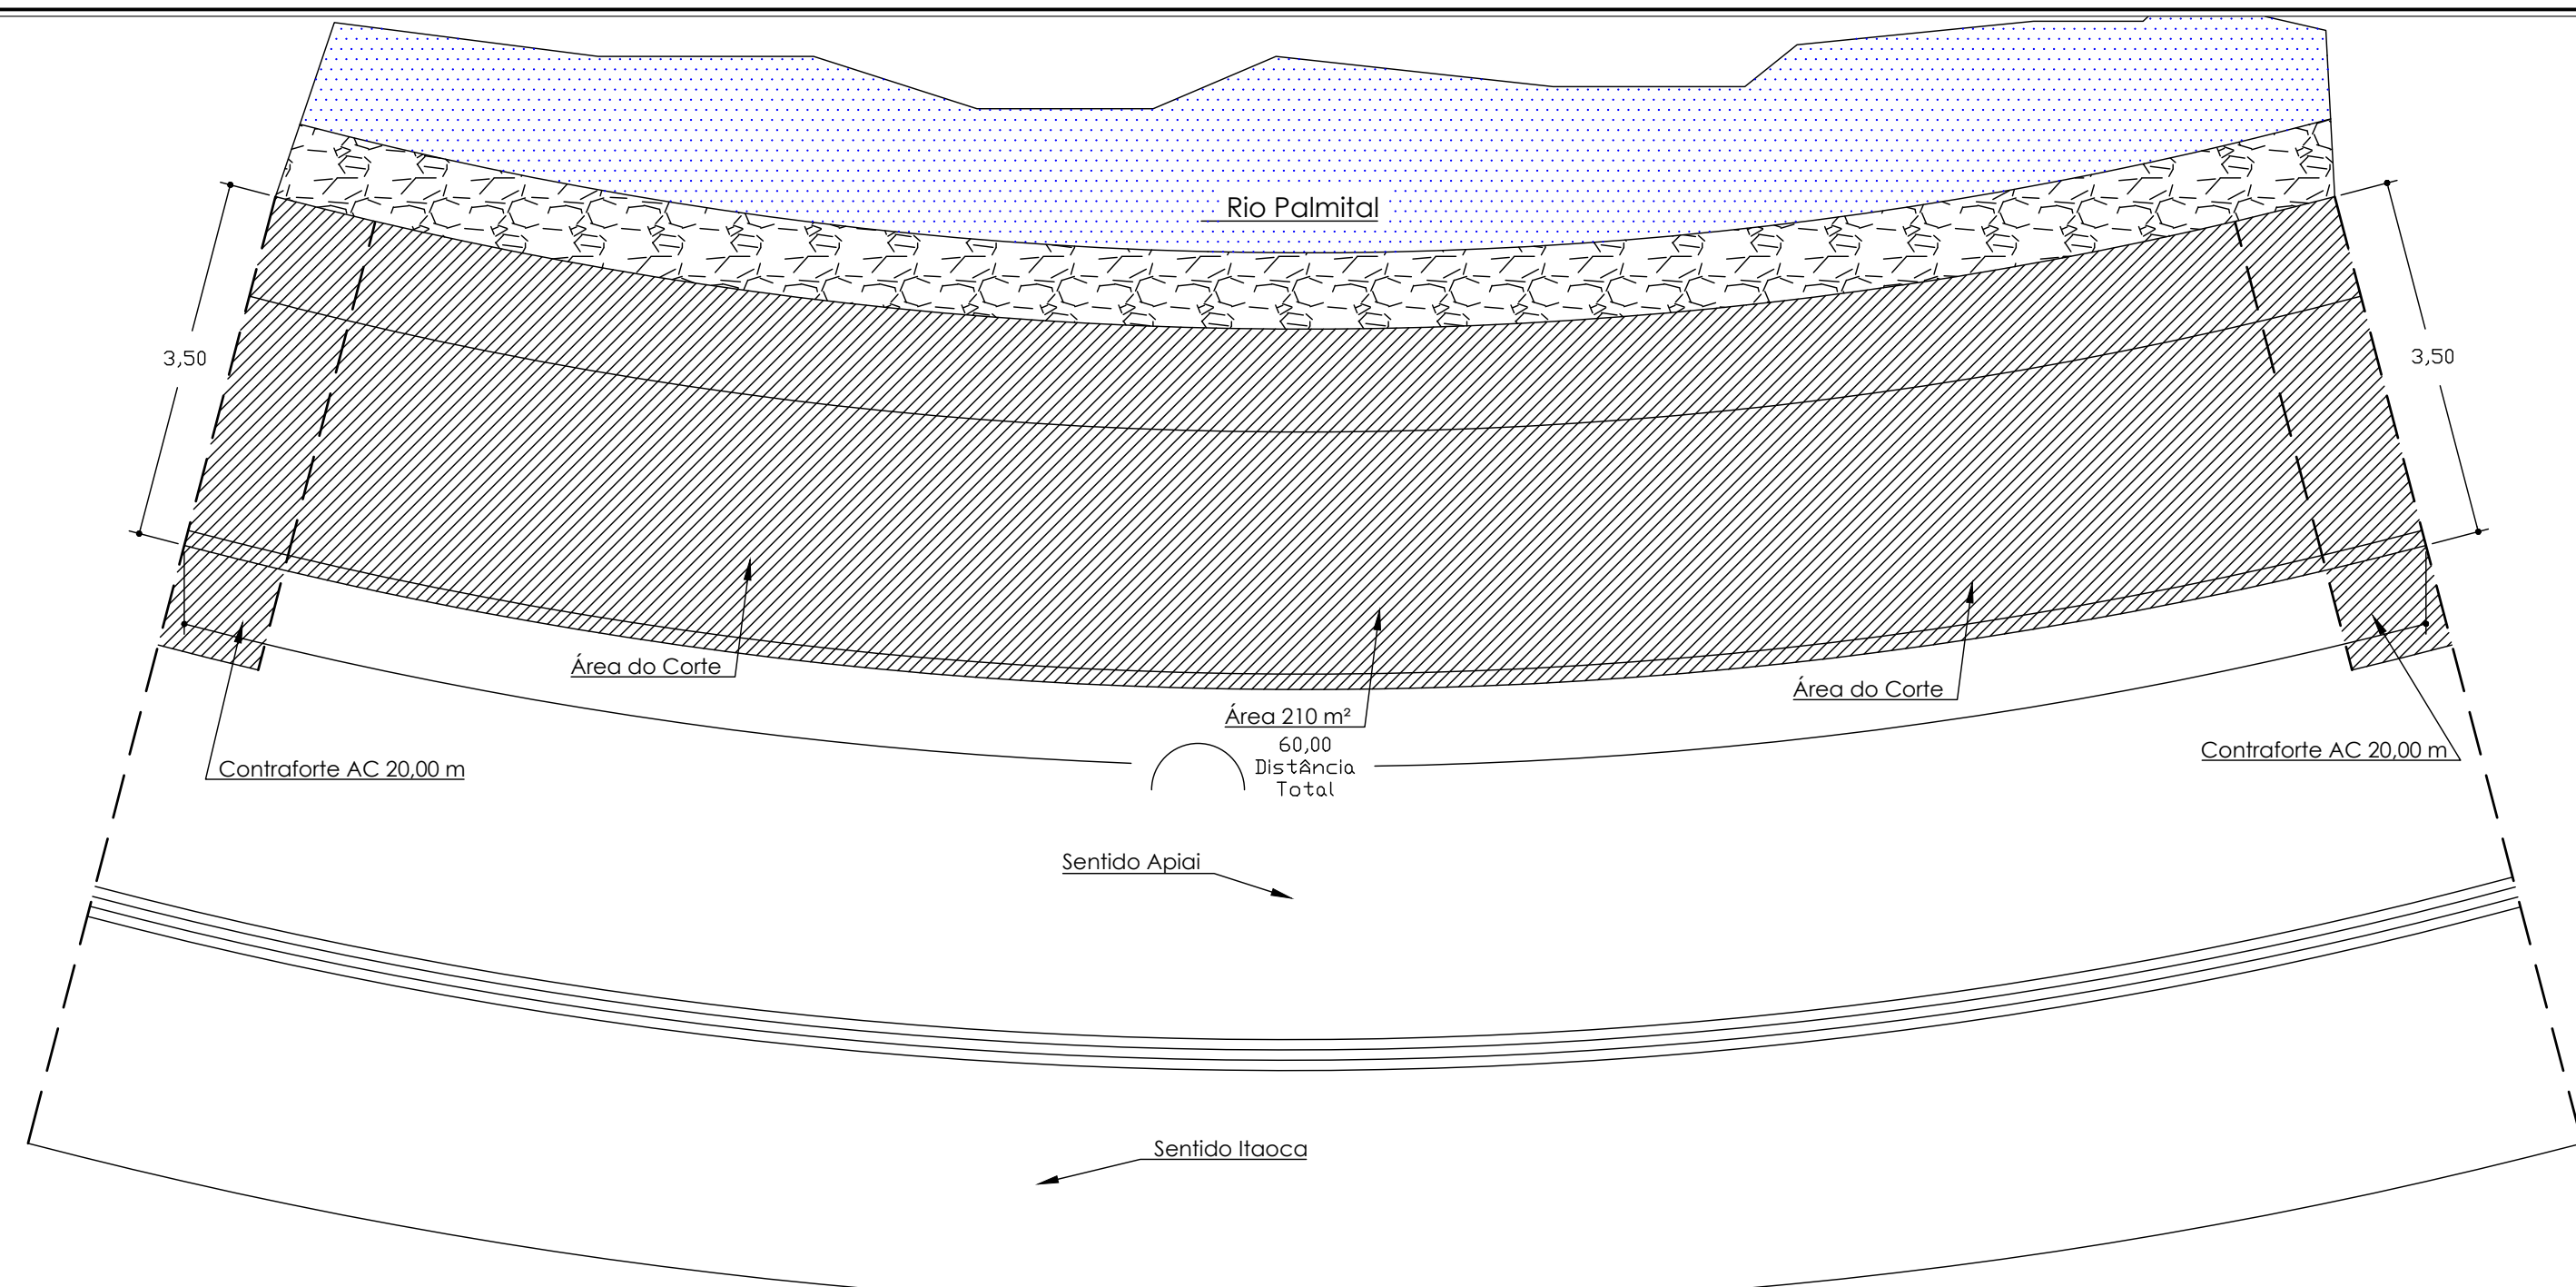 Rio Palmital
3,50
3,50
Área do Corte
Área do Corte
Área 210 m²
60,00
Distância
Total
Contraforte AC 20,00 m
Contraforte AC 20,00 m
Sentido Apiai
Sentido Itaoca